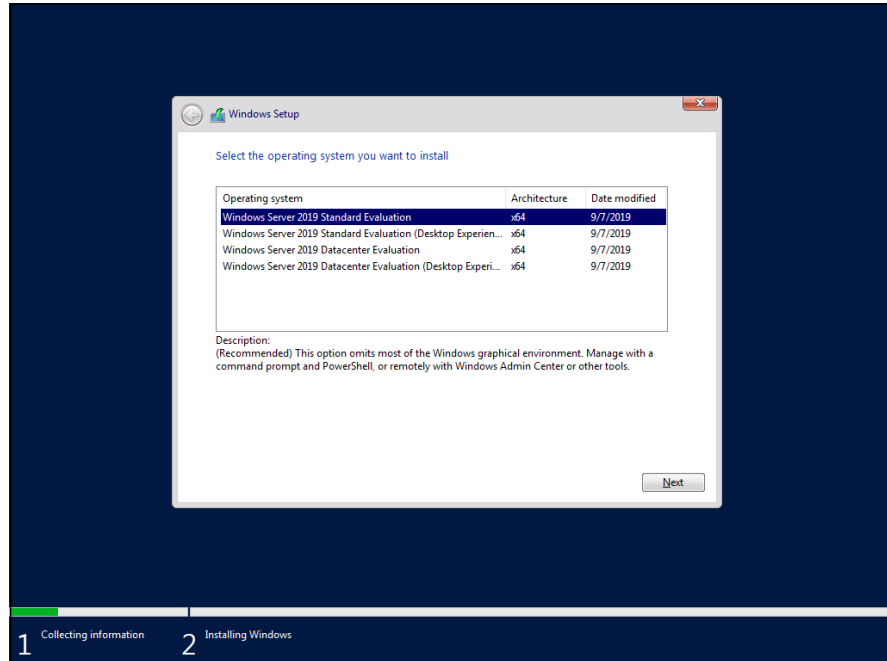 Windows Setup
Select the operating system you want to install
Operating system Architecture Date modified
Windows Server 2019 Standard Evaluation x64 9/7/2019
Windows Server 2019 Standard Evaluation (Desktop Experien... x64 9/7/2019
Windows Server 2019 Datacenter Evaluation x64 9/7/2019
Windows Server 2019 Datacenter Evaluation (Desktop Experi... x64 9/7/2019
Description:
(Recommended) This option omits most of the Windows graphical environment. Manage with a
command prompt and PowerShell, or remotely with Windows Admin Center or other tools.
Next
1 Collecting information 2 Installing Windows